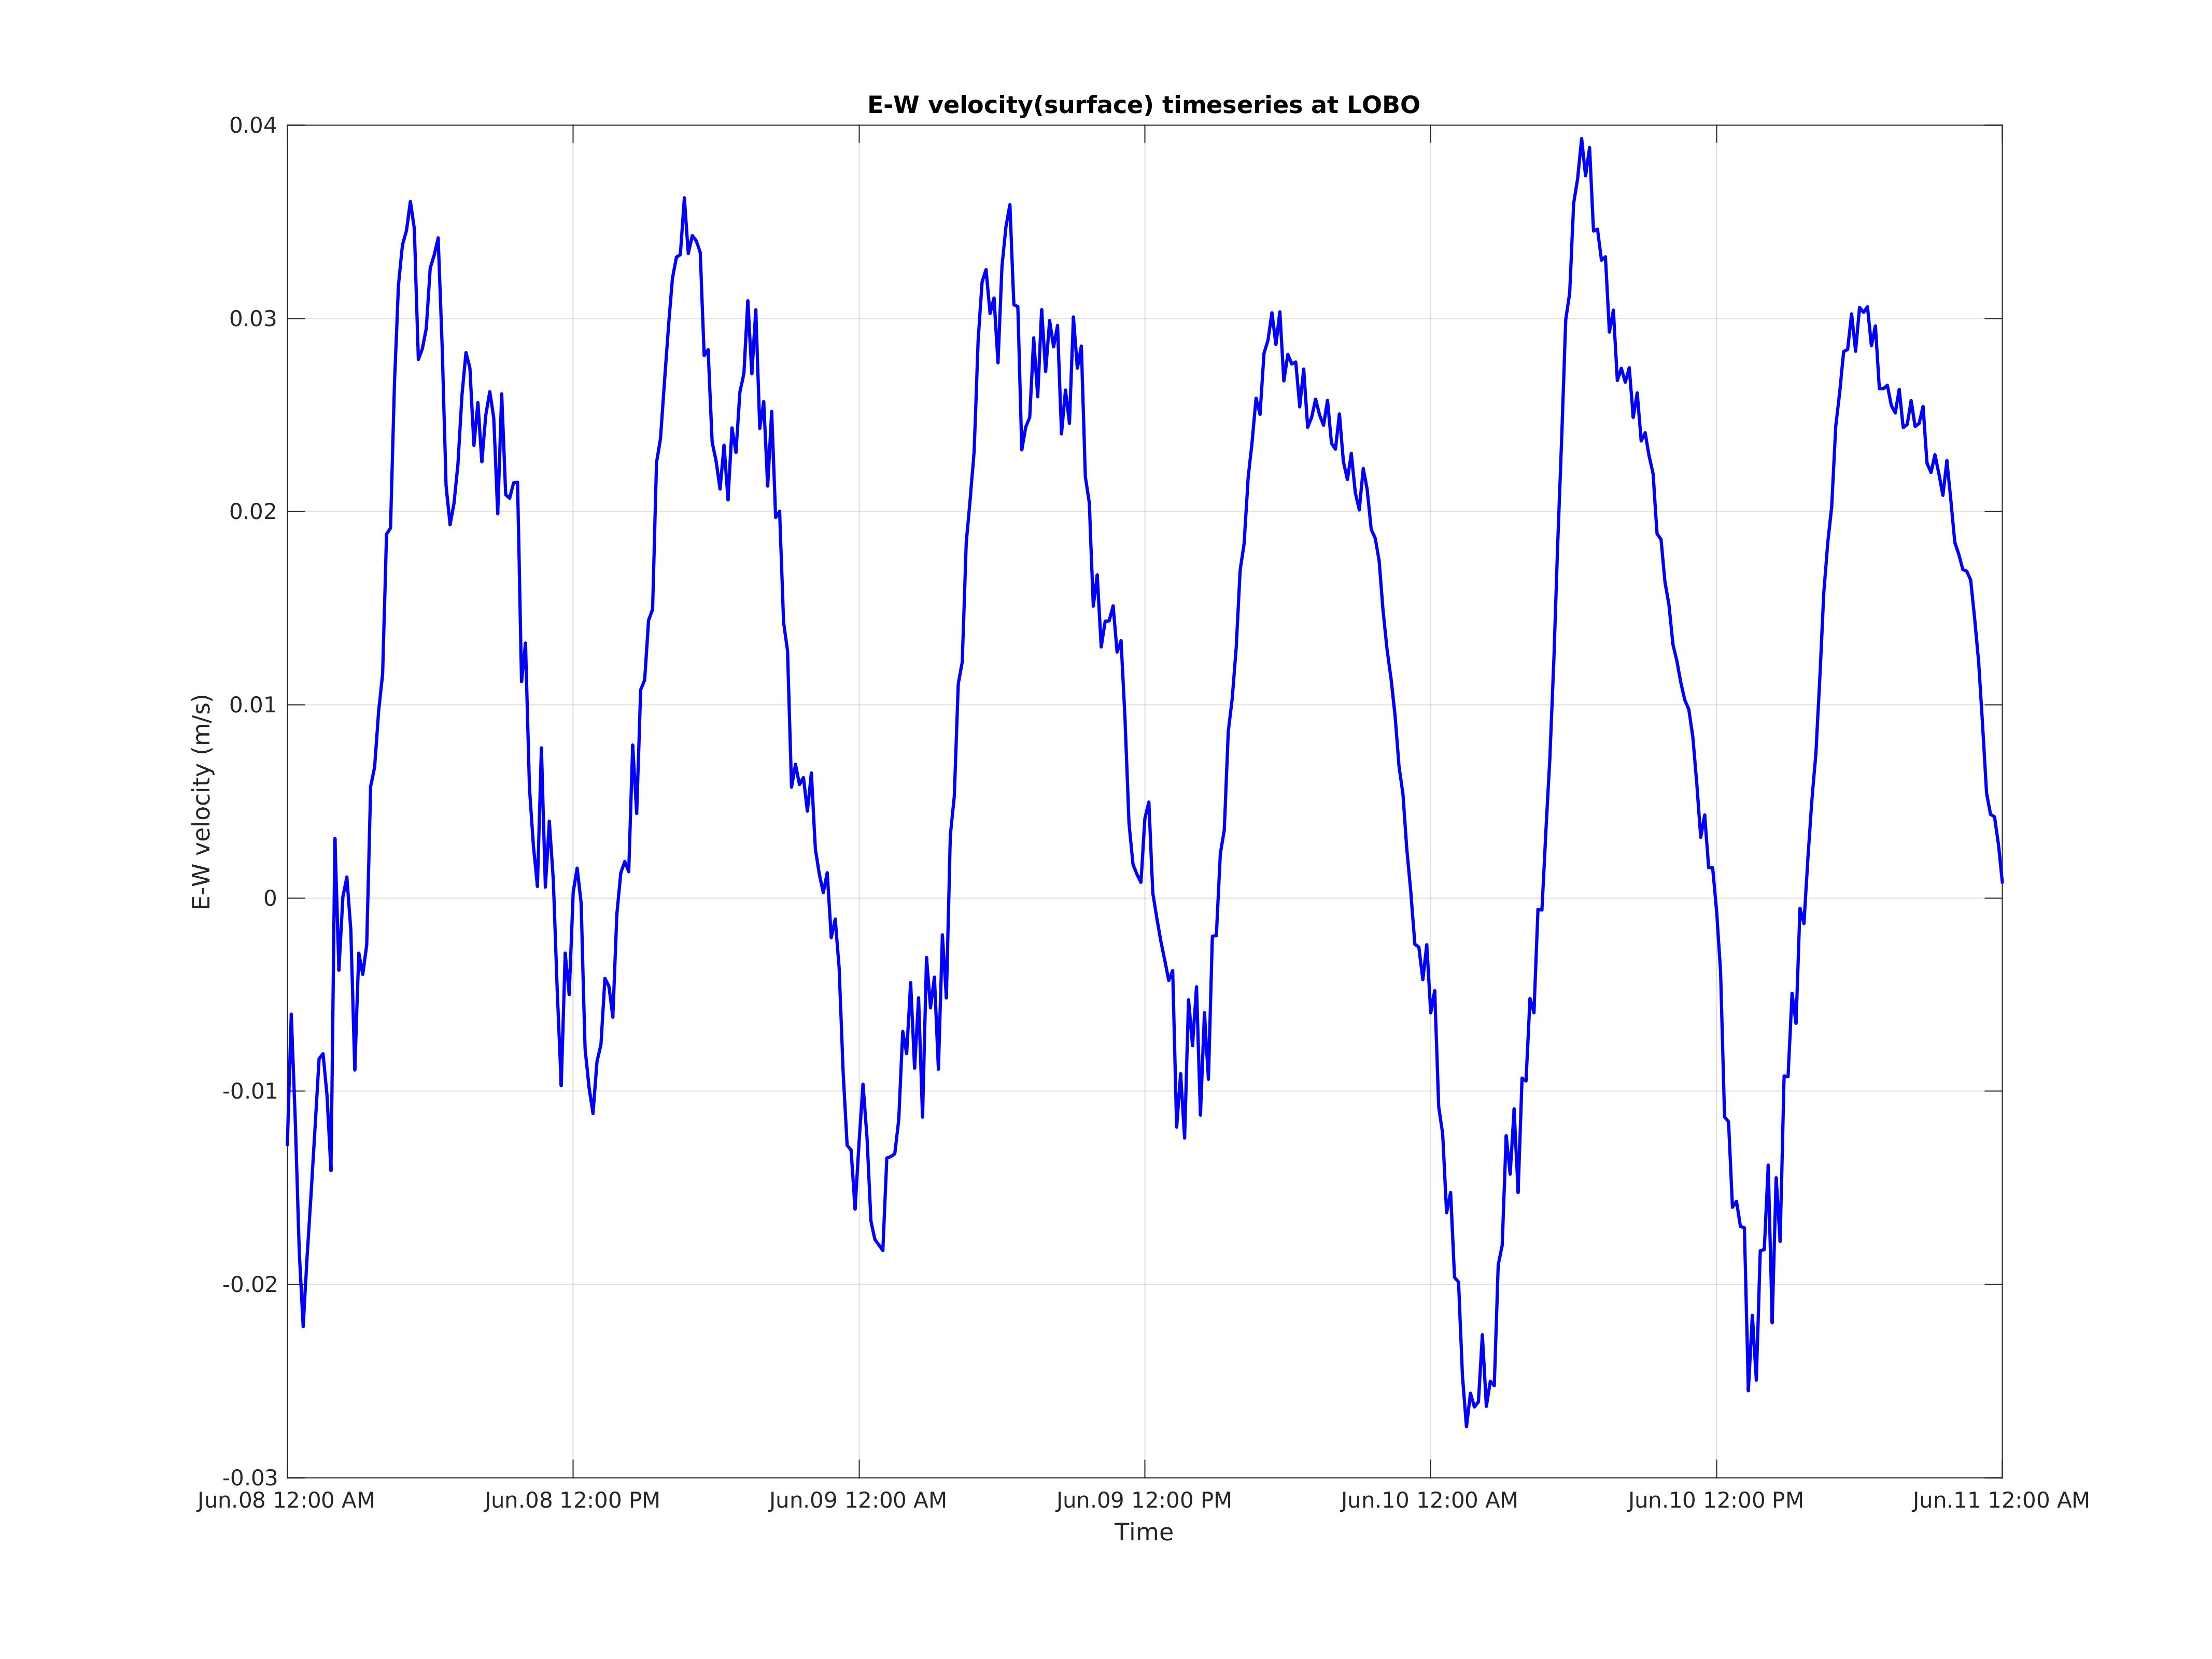 E-W velocity(surface) timeseries at LOBO
0.04
0.03
0.02
0.01
0
-0.01
-0.02
-0.03
E-W velocity (m/s)
Jun.08 12:00 AM
Jun.08 12:00 PM
Jun.09 12:00 AM
Jun.09 12:00 PM
Jun.10 12:00 AM
Jun.10 12:00 PM
Jun.11 12:00 AM
Time